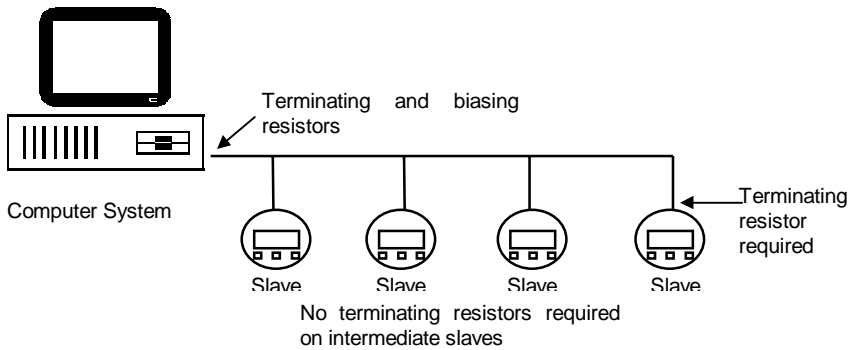 Terminating and biasing
resistors
Computer System
Terminating
resistor
required
Slave Slave Slave Slave
No terminating resistors required
on intermediate slaves